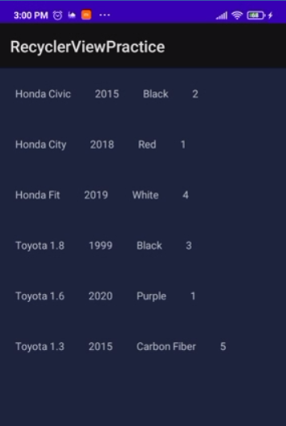 3:00 PM
RecyclerViewPractice
Honda Civic 2015 Black 2
Honda City 2018 Red 1
Honda Fit 2019 White 4
Toyota 1.8 1999 Black 3
Toyota 1.6 2020 Purple 1
Toyota 1.3 2015 Carbon Fiber 5